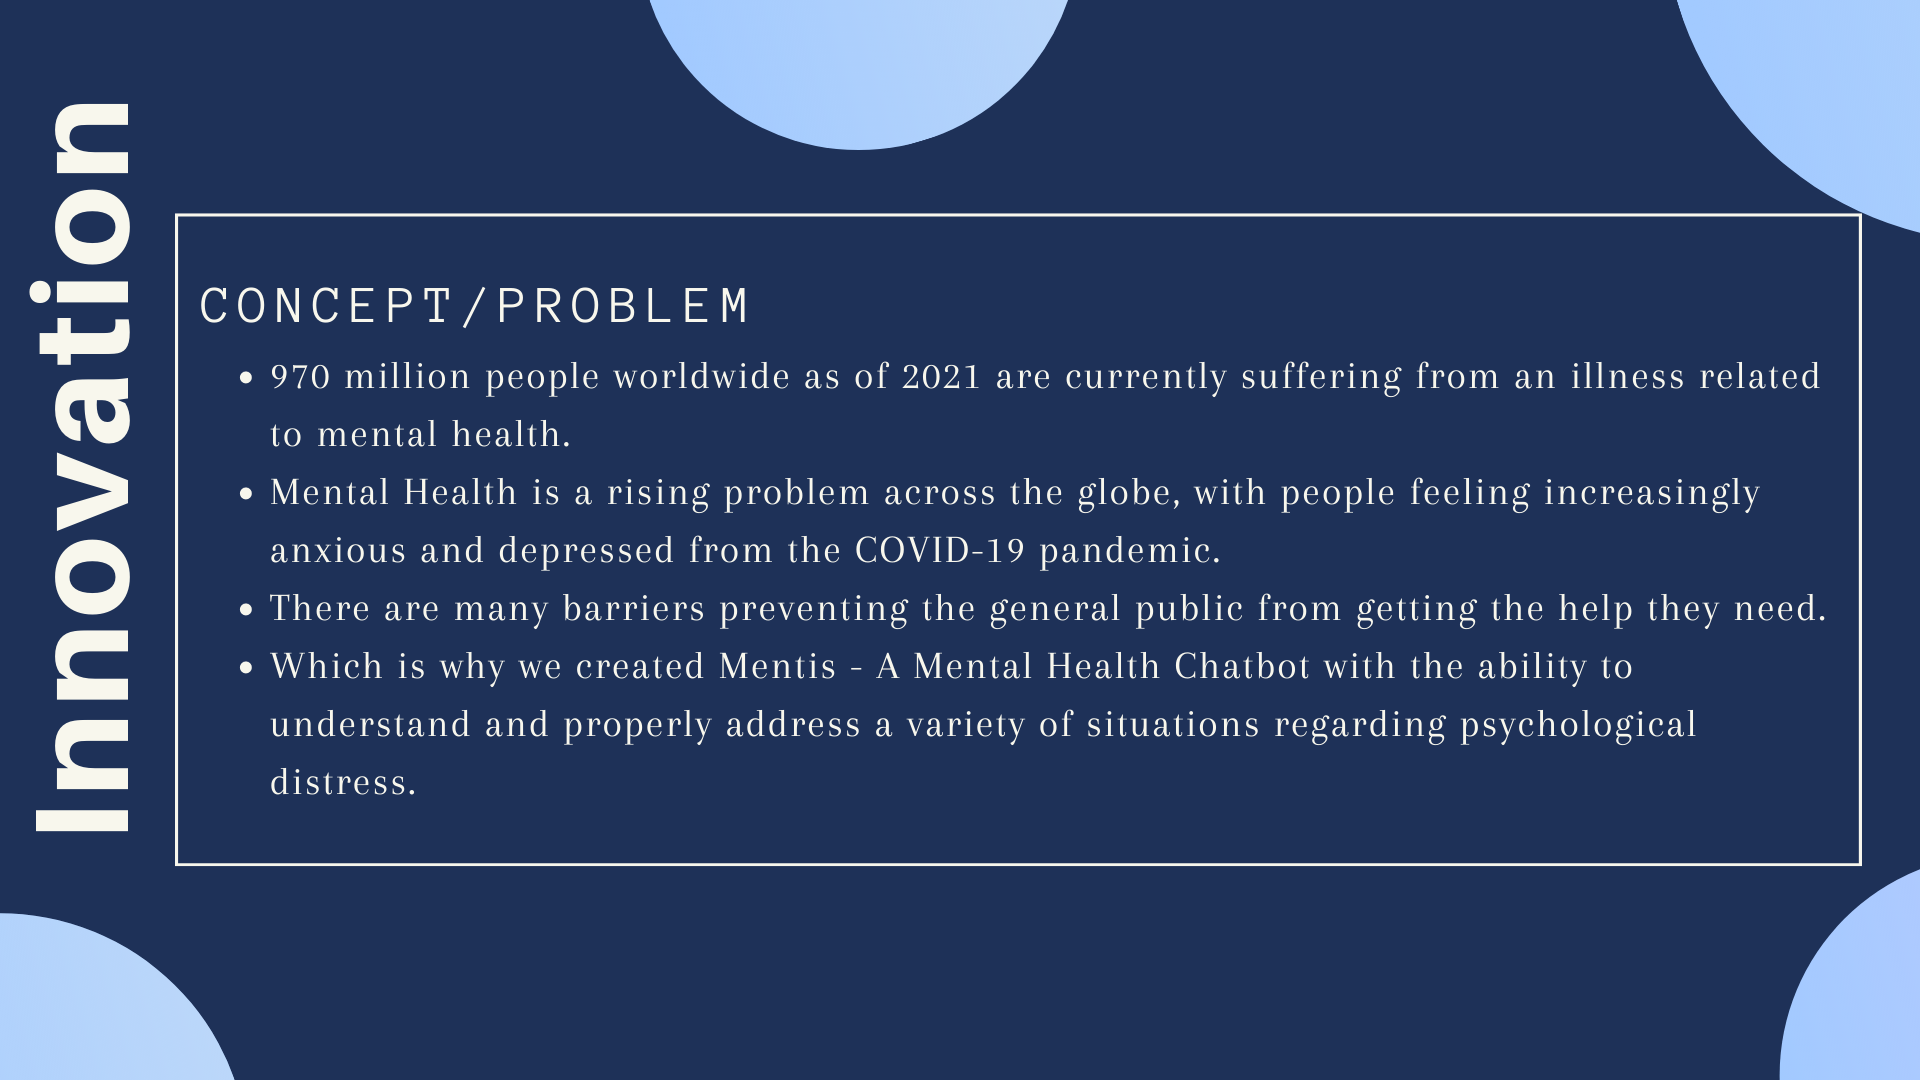 Innovation
CONCEPT/PROBLEM
• 970 million people worldwide as of 2021 are currently suffering from an illness related
to mental health.
• Mental Health is a rising problem across the globe, with people feeling increasingly
anxious and depressed from the COVID-19 pandemic.
• There are many barriers preventing the general public from getting the help they need.
• Which is why we created Mentis - A Mental Health Chatbot with the ability to
understand and properly address a variety of situations regarding psychological
distress.